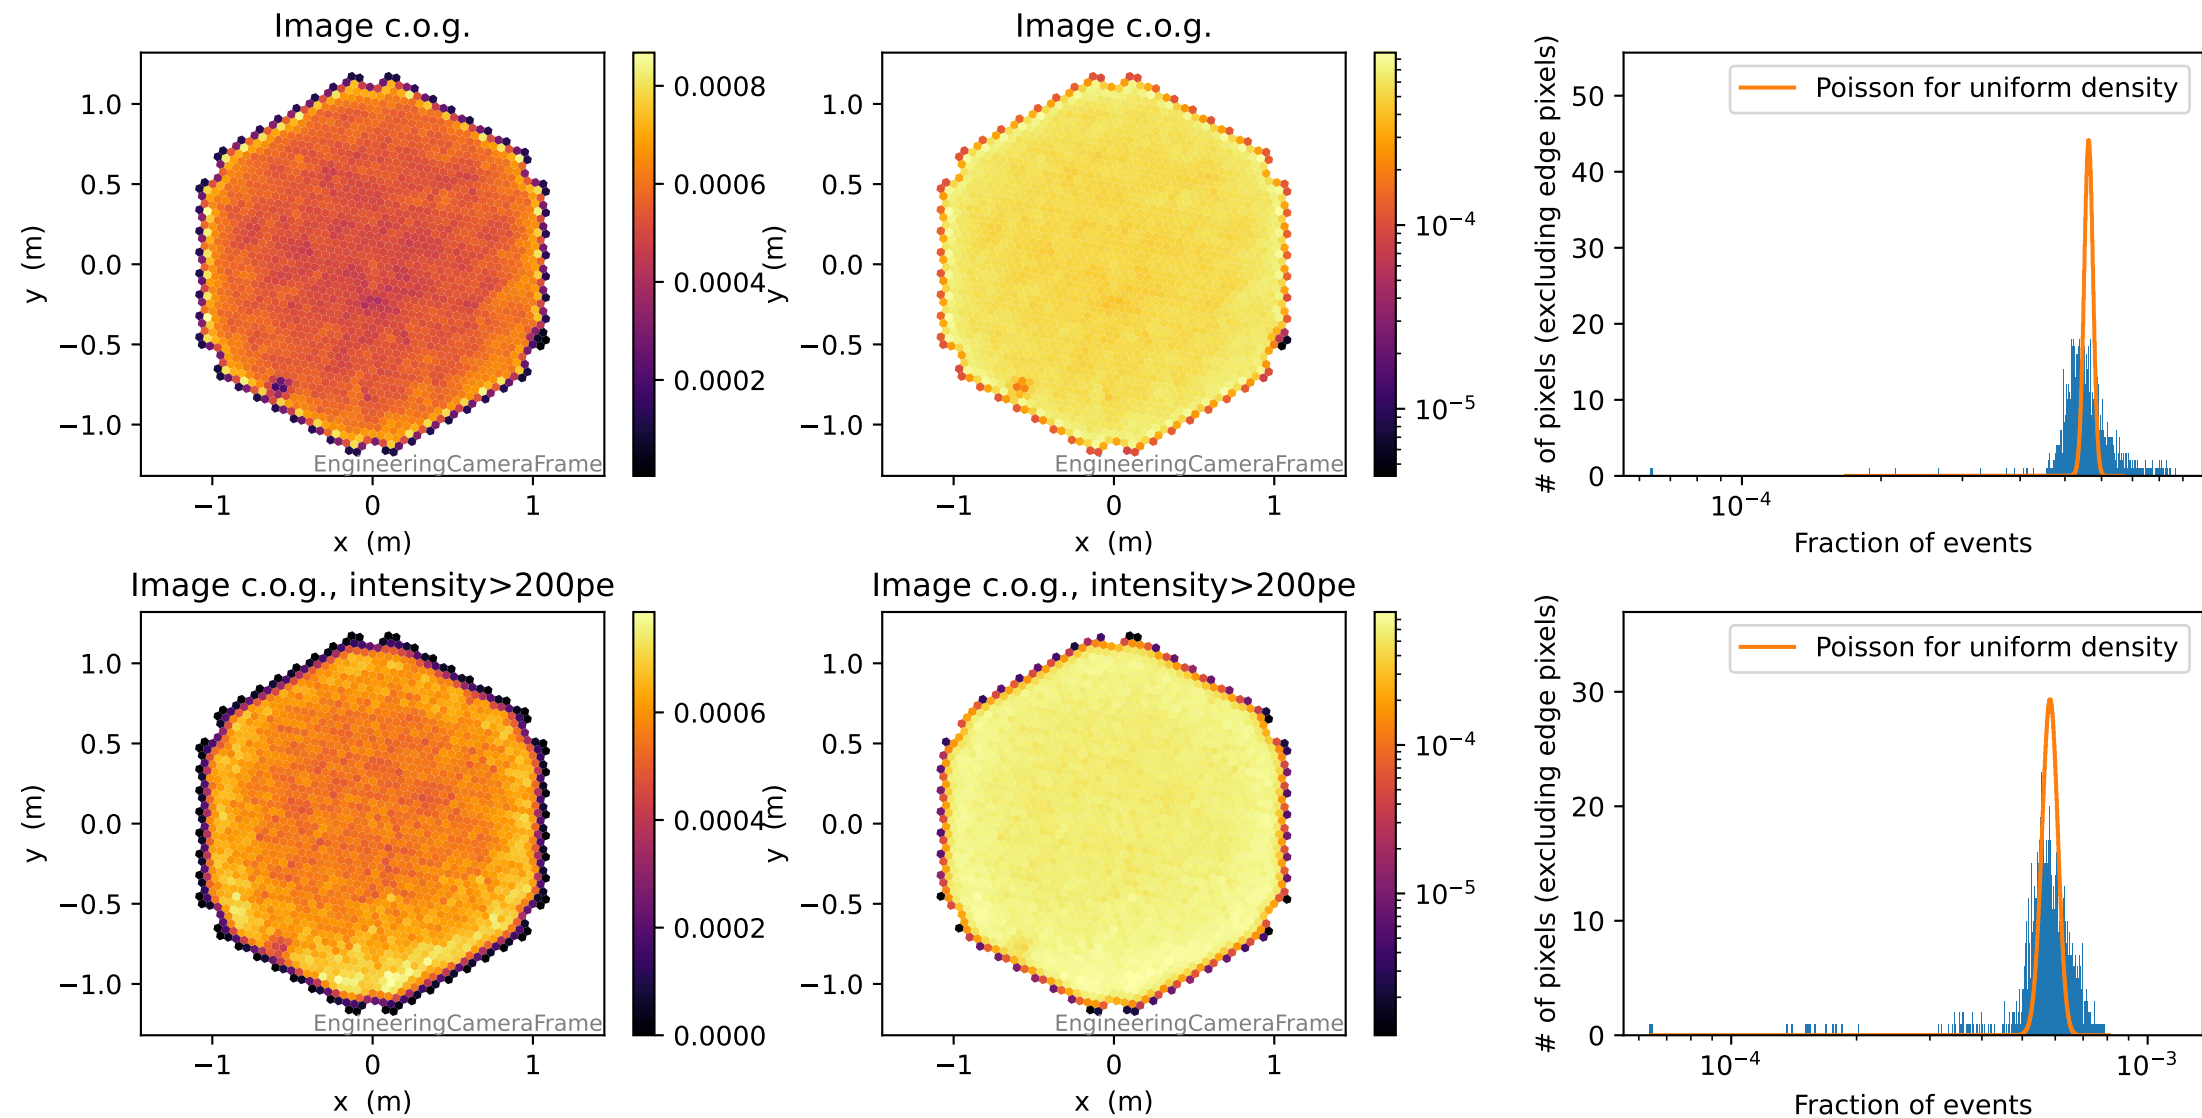 Image c.o.g.
y (m)
1.0
0.5
0.0
−0.5
−1.0
−1
0
1
x (m)
EngineeringCameraFrame
0.0008
0.0006
0.0004
0.0002
Image c.o.g.
y (m)
1.0
0.5
0.0
−0.5
−1.0
−1
0
1
x (m)
EngineeringCameraFrame
10−4
10−5
# of pixels (excluding edge pixels)
50
40
30
20
10
0
Poisson for uniform density
10−4
Fraction of events
Image c.o.g., intensity>200pe
y (m)
1.0
0.5
0.0
−0.5
−1.0
−1
0
1
x (m)
EngineeringCameraFrame
0.0006
0.0004
0.0002
0.0000
Image c.o.g., intensity>200pe
y (m)
1.0
0.5
0.0
−0.5
−1.0
−1
0
1
x (m)
EngineeringCameraFrame
10−4
10−5
# of pixels (excluding edge pixels)
30
20
10
0
Poisson for uniform density
10−4
10−3
Fraction of events